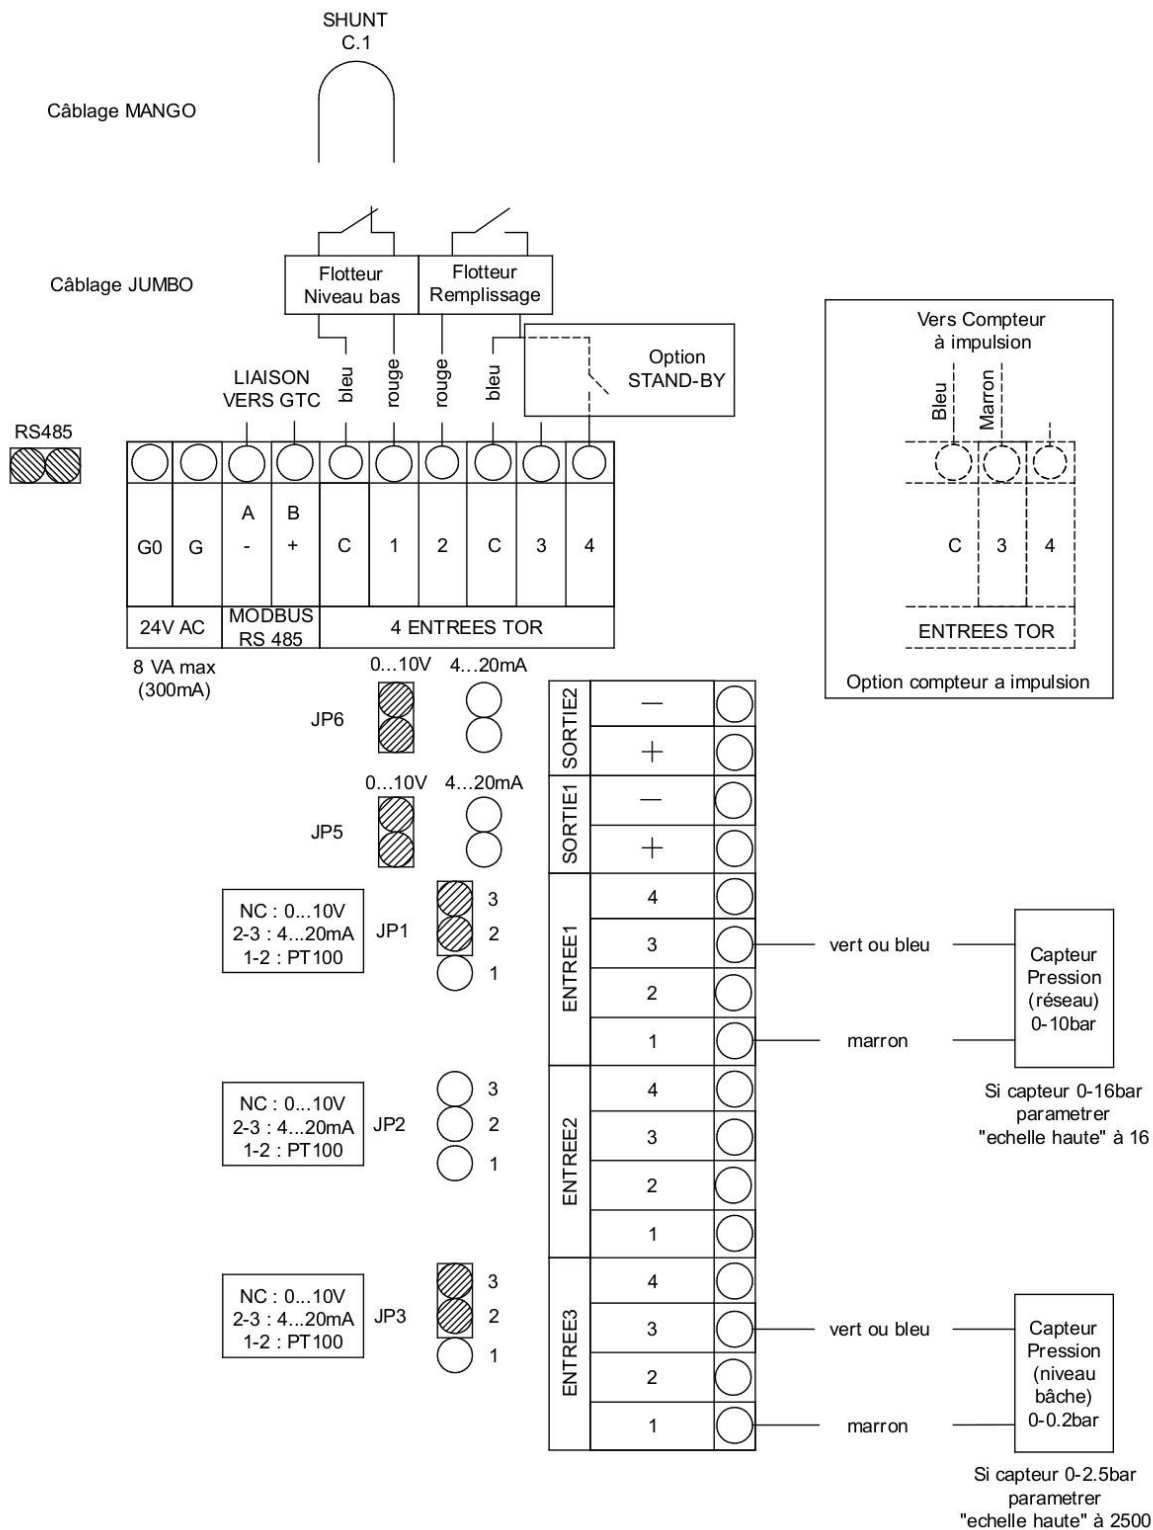 SHUNT
C.1
Câblage MANGO
Câblage JUMBO
Flotteur
Niveau bas
Flotteur
Remplissage
bleu
rouge
rouge
bleu
Option
STAND-BY
LIAISON
VERS GTC
RS485
G0
G
A
-
B
+
C
1
2
C
3
4
24V AC
MODBUS
RS 485
4 ENTREES TOR
8 VA max
(300mA)
Vers Compteur
à impulsion
Bleu
Marron
C
3
4
ENTREES TOR
Option compteur a impulsion
0...10V 4...20mA
JP6
0...10V 4...20mA
JP5
NC : 0...10V
2-3 : 4...20mA
1-2 : PT100
JP1
3
2
1
NC : 0...10V
2-3 : 4...20mA
1-2 : PT100
JP2
3
2
1
NC : 0...10V
2-3 : 4...20mA
1-2 : PT100
JP3
3
2
1
SORTIE2
—
+
SORTIE1
—
+
ENTREE1
4
3
2
1
ENTREE2
4
3
2
1
ENTREE3
4
3
2
1
vert ou bleu
marron
Capteur
Pression
(réseau)
0-10bar
Si capteur 0-16bar
parametrer
"echelle haute" à 16
vert ou bleu
marron
Capteur
Pression
(niveau
bâche)
0-0.2bar
Si capteur 0-2.5bar
parametrer
"echelle haute" à 2500